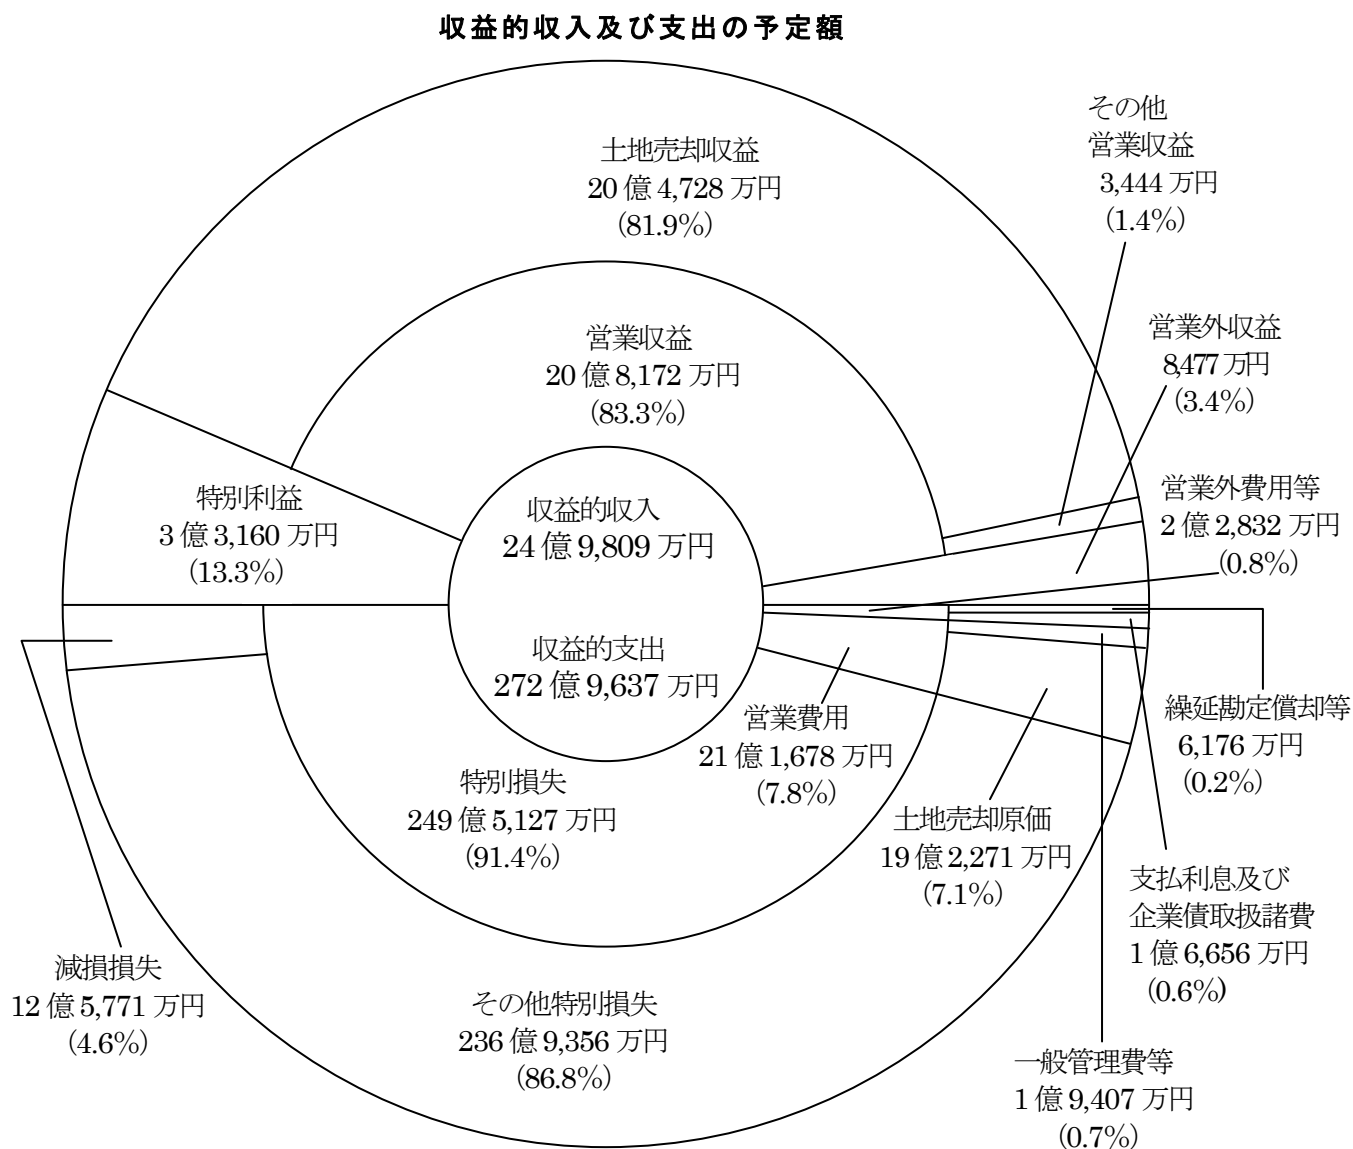 収益的収入及び支出の予定額
土地売却収益
20億4,728万円
(81.9%)
その他
営業収益
3,444万円
(1.4%)
営業収益
20億8,172万円
(83.3%)
営業外収益
8,477万円
(3.4%)
特別利益
3億3,160万円
(13.3%)
収益的収入
24億9,809万円
営業外費用等
2億2,832万円
(0.8%)
収益的支出
272億9,637万円
繰延勘定償却等
6,176万円
(0.2%)
営業費用
21億1,678万円
(7.8%)
特別損失
249億5,127万円
(91.4%)
土地売却原価
19億2,271万円
(7.1%)
支払利息及び
企業債取扱諸費
1億6,656万円
(0.6%)
減損損失
12億5,771万円
(4.6%)
その他特別損失
236億9,356万円
(86.8%)
一般管理費等
1億9,407万円
(0.7%)